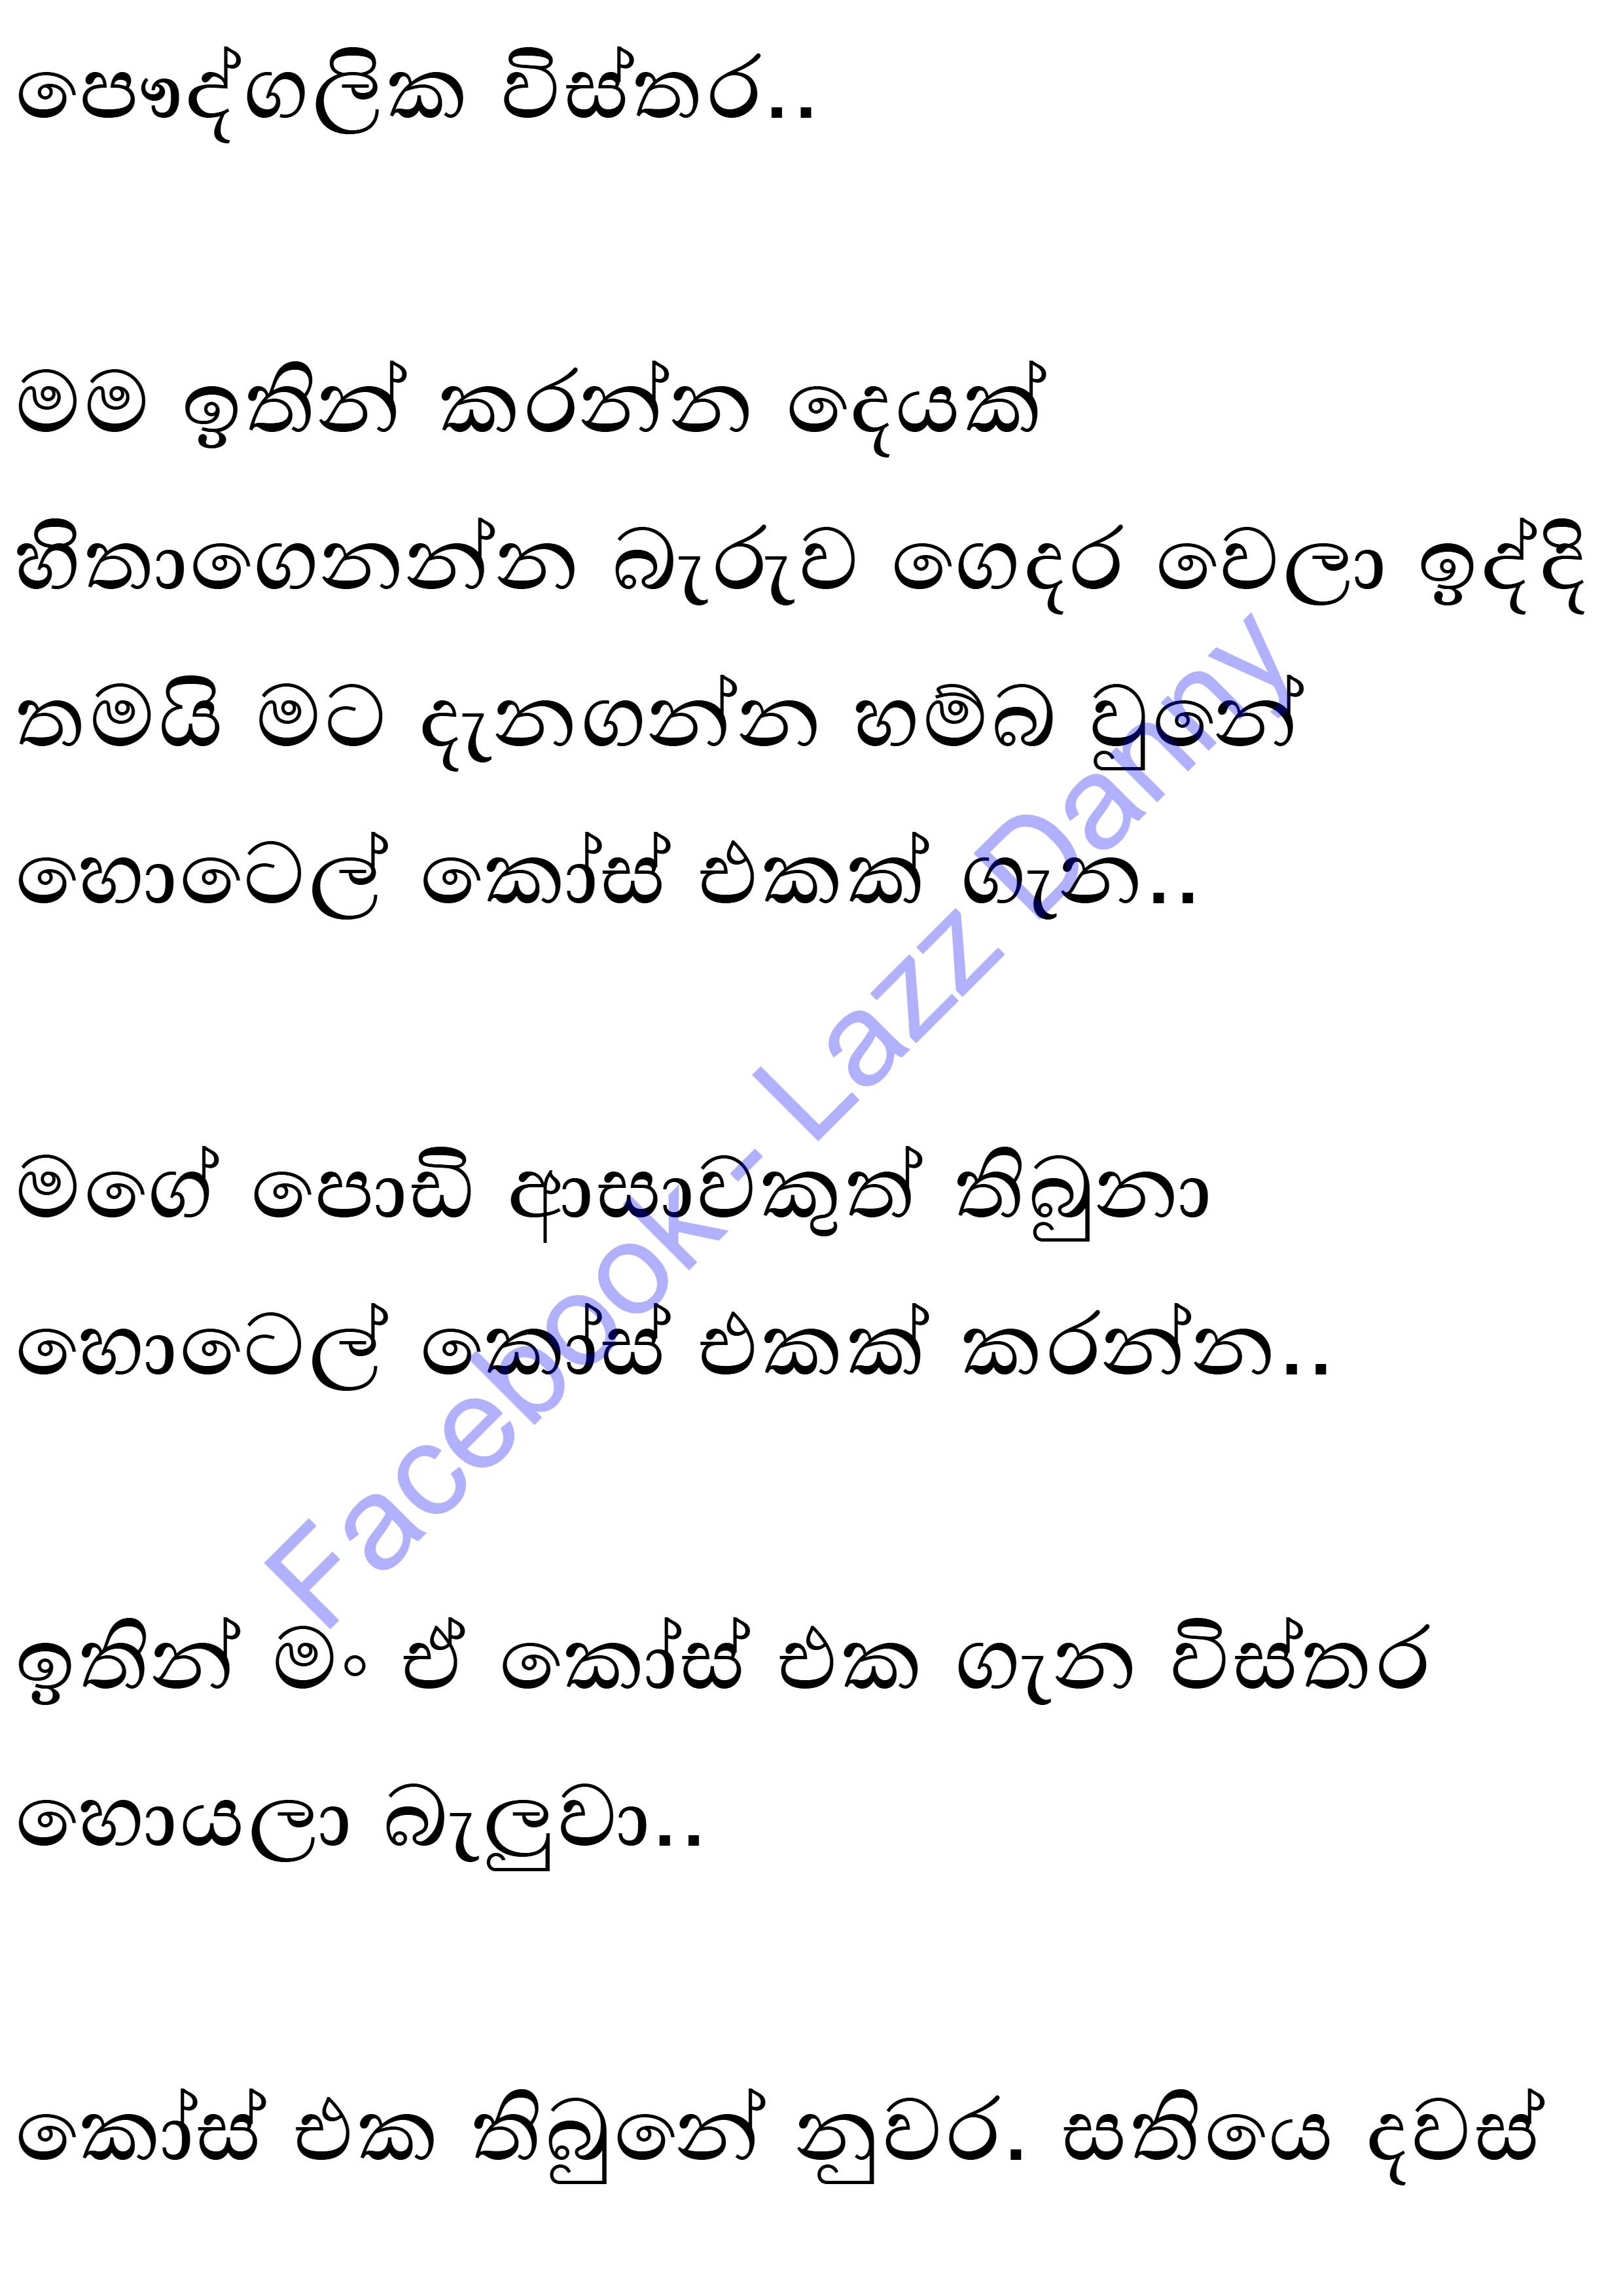 පෞද්ගලික විස්තර..
මම ඉතින් කරන්න දෙයක්
හිතාගෙනන්න බැරුව ගෙදර වෙලා ඉද්දි
තමයි මට දැනගන්න හම්බ වුනේ
හොටෙල් කෝස් එකක් ගැන..
මගේ පොඩි ආසාවකුත් තිබුනා
හොටෙල් කෝස් එකක් කරන්න..
ඉතින් මං ඒ කෝස් එක ගැන විස්තර
හොයලා බැලුවා..
කෝස් එක තිබුනේ නුවර. සතියෙ දවස්
Facebook - Lazz Danny